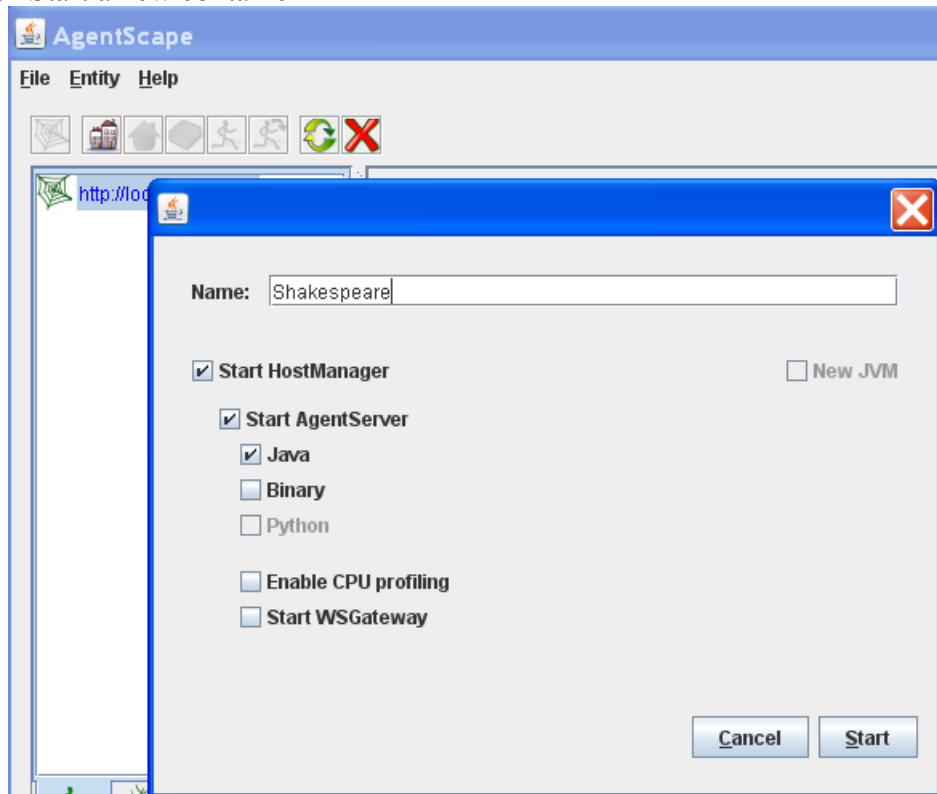 AgentScape
File Entity Help
http://loc
Name: Shakespeare
Start HostManager
New JVM
Start AgentServer
Java
Binary
Python
Enable CPU profiling
Start WSGateway
Cancel Start